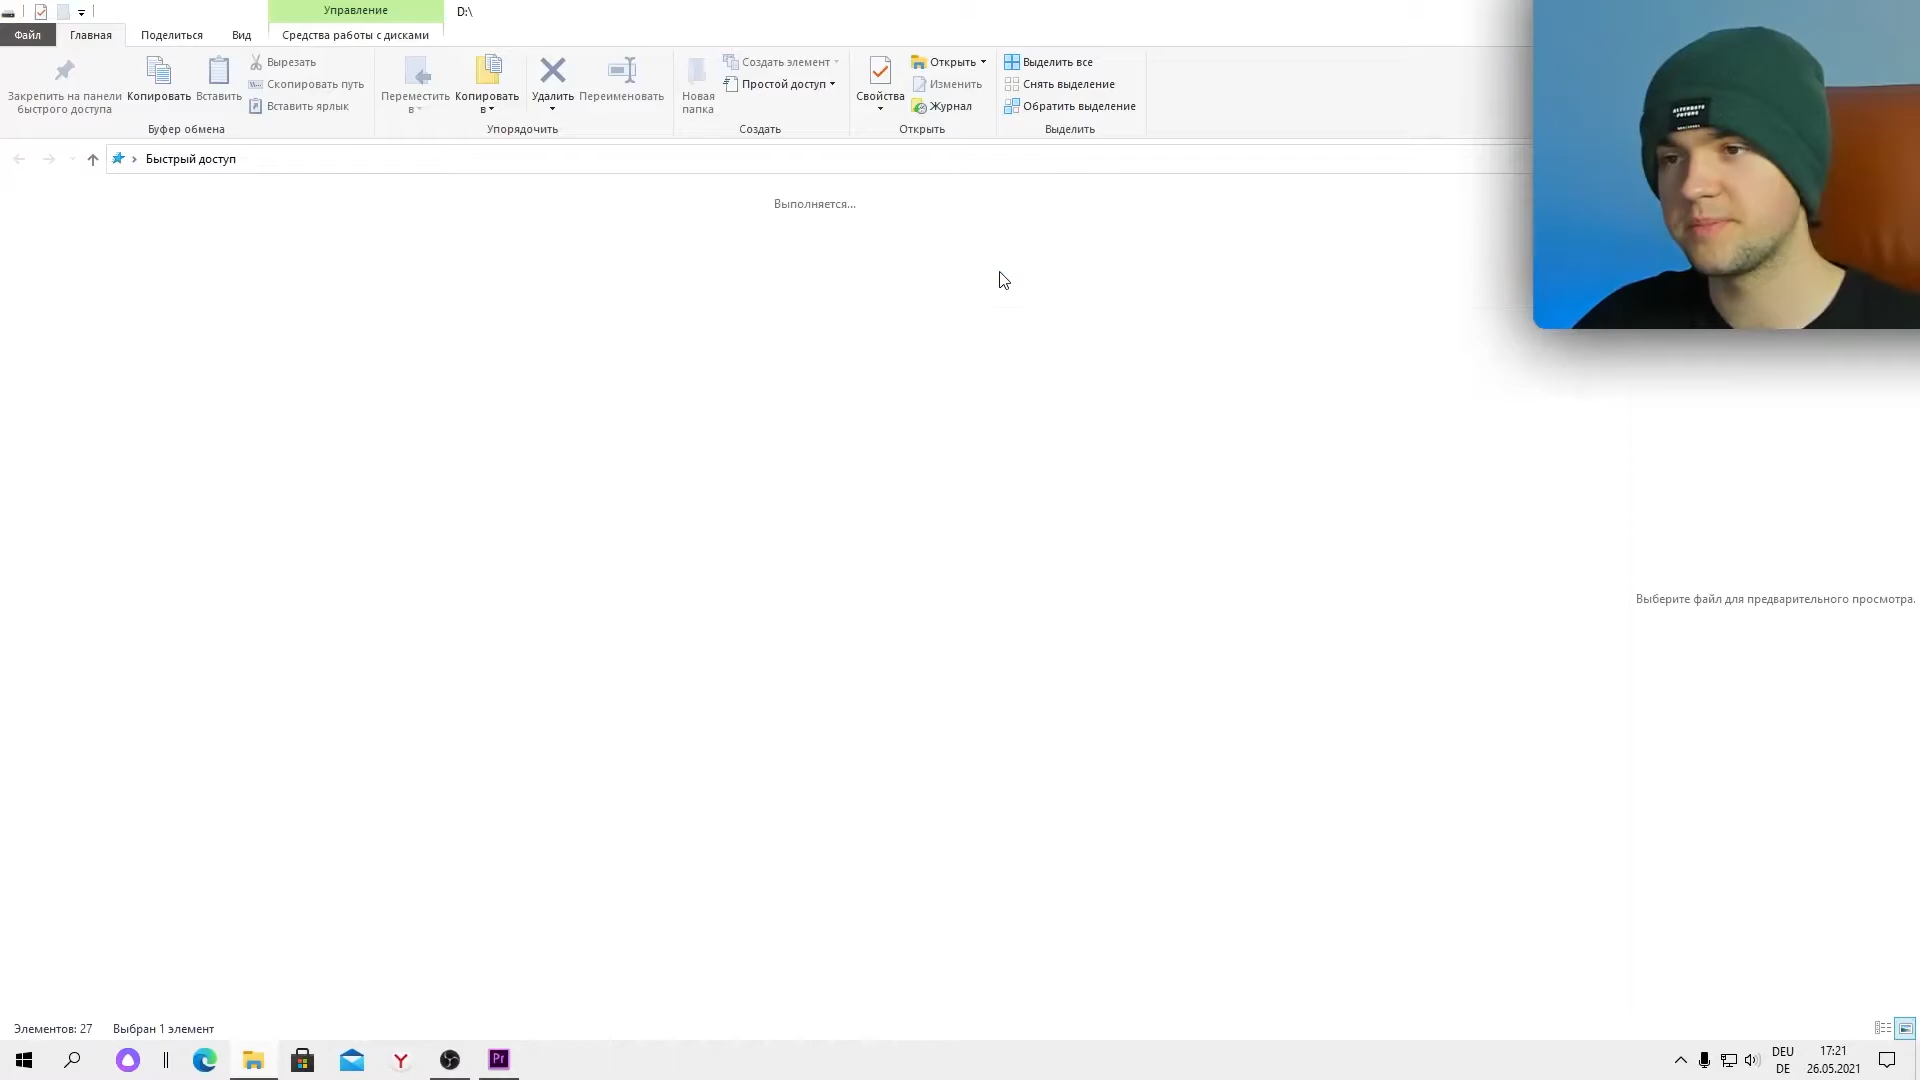 Управление
D:\
Файл
Главная
Поделиться
Вид
Средства работы с дисками
Закрепить на панели
быстрого доступа
Копировать
Вставить
Вырезать
Скопировать путь
Вставить ярлык
Буфер обмена
Переместить
в
Копировать
в
Удалить
Переименовать
Упорядочить
Новая
папка
Создать элемент
Простой доступ
Создать
Свойства
Открыть
Изменить
Журнал
Открыть
Выделить все
Снять выделение
Обратить выделение
Выделить
Быстрый доступ
Выполняется...
Выберите файл для предварительного просмотра.
Элементов: 27
Выбран 1 элемент
Y
Pr
DEU
DE
17:21
26.05.2021